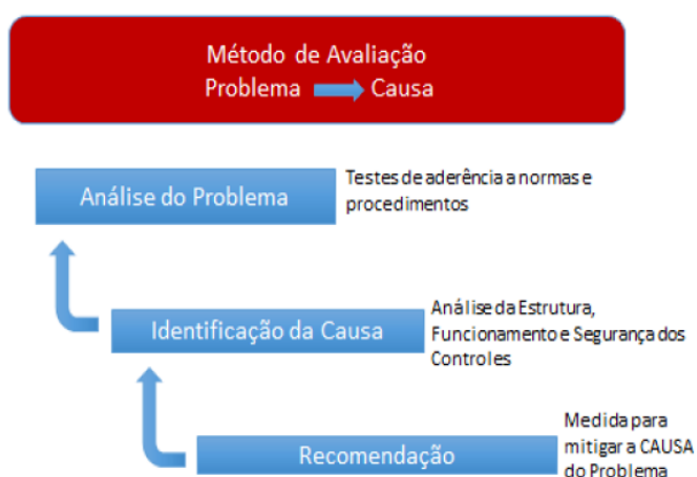 Método de Avaliação
Problema Causa
Análise do Problema
Testes de aderência a normas e
procedimentos
Identificação da Causa
Análise da Estrutura,
Funcionamento e Segurança dos
Controles
Recomendação
Medida para
mitigar a CAUSA
do Problema